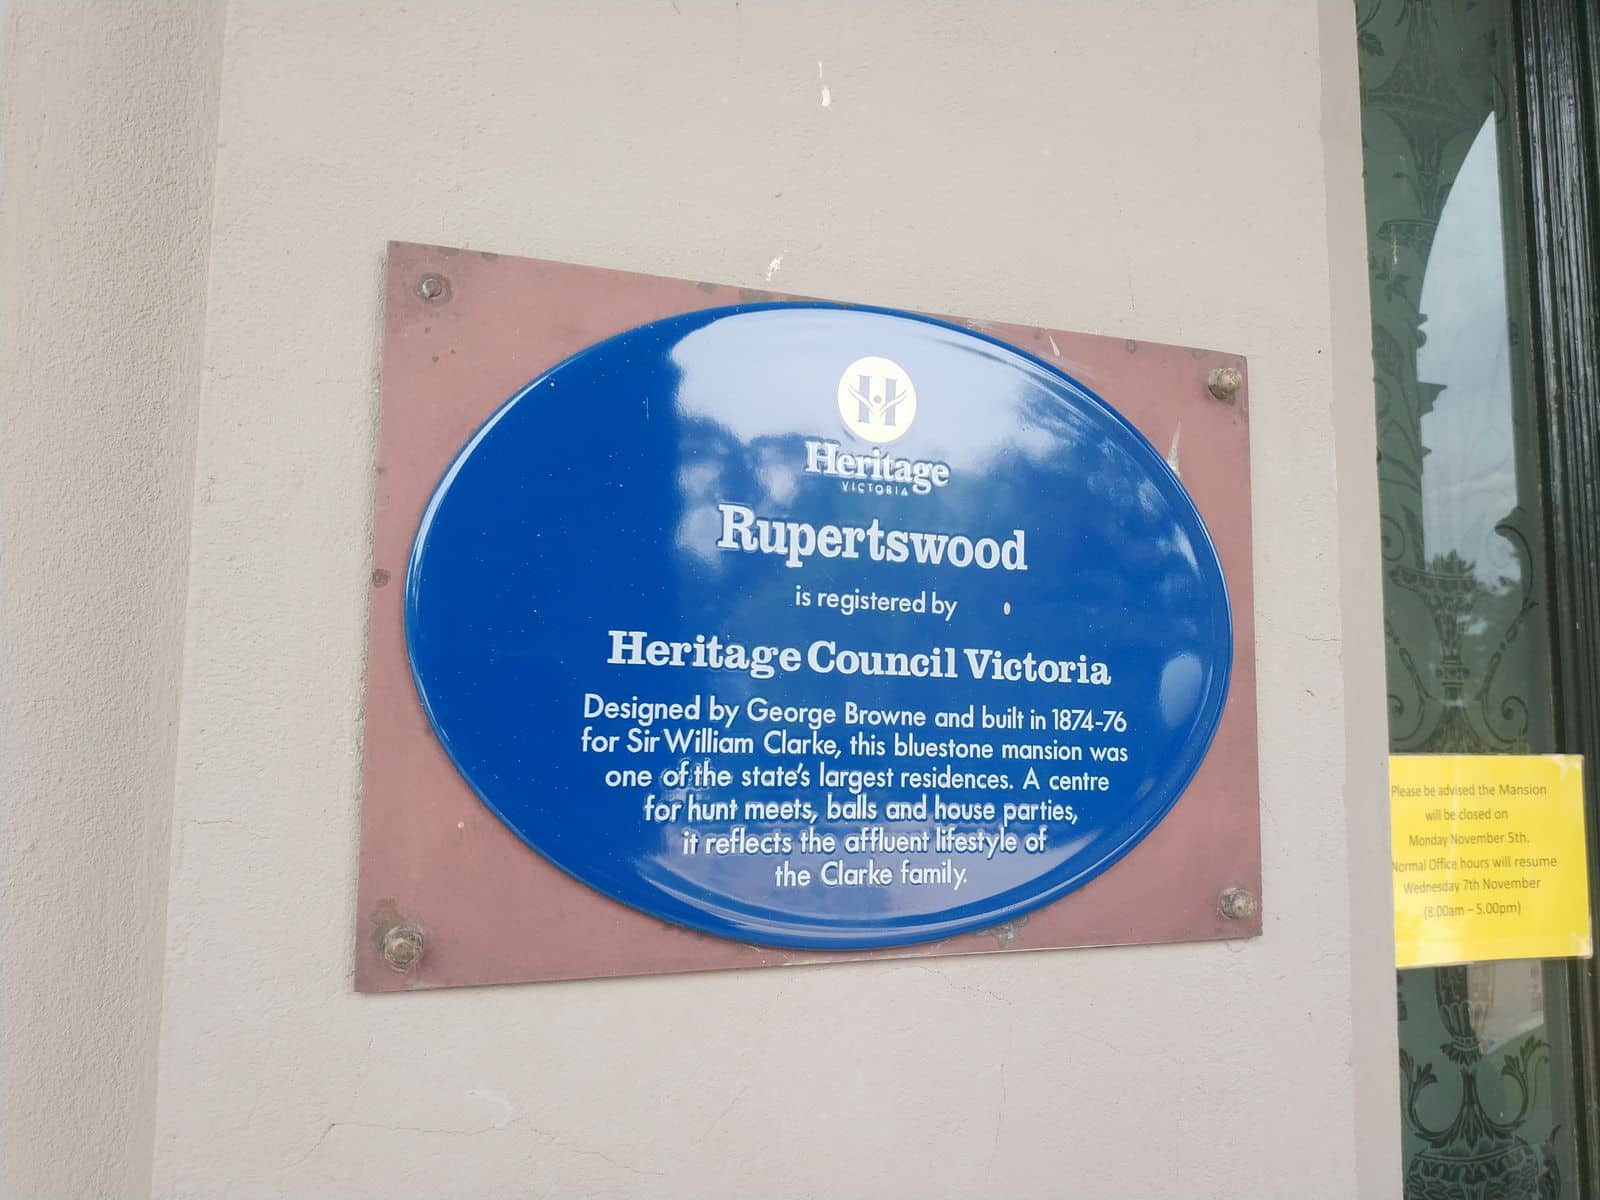 H
Heritage
VICTORIA
Rupertswood
is registered by
Heritage Council Victoria
Designed by George Browne and built in 1874-76
for Sir William Clarke, this bluestone mansion was
one of the state's largest residences. A centre
for hunt meets, balls and house parties,
it reflects the affluent lifestyle of
the Clarke family.
Please be advised the Mansion
will be closed on
Monday November 5th.
Normal Office hours will resume
Wednesday 7th November
(8.00am – 5.00pm)